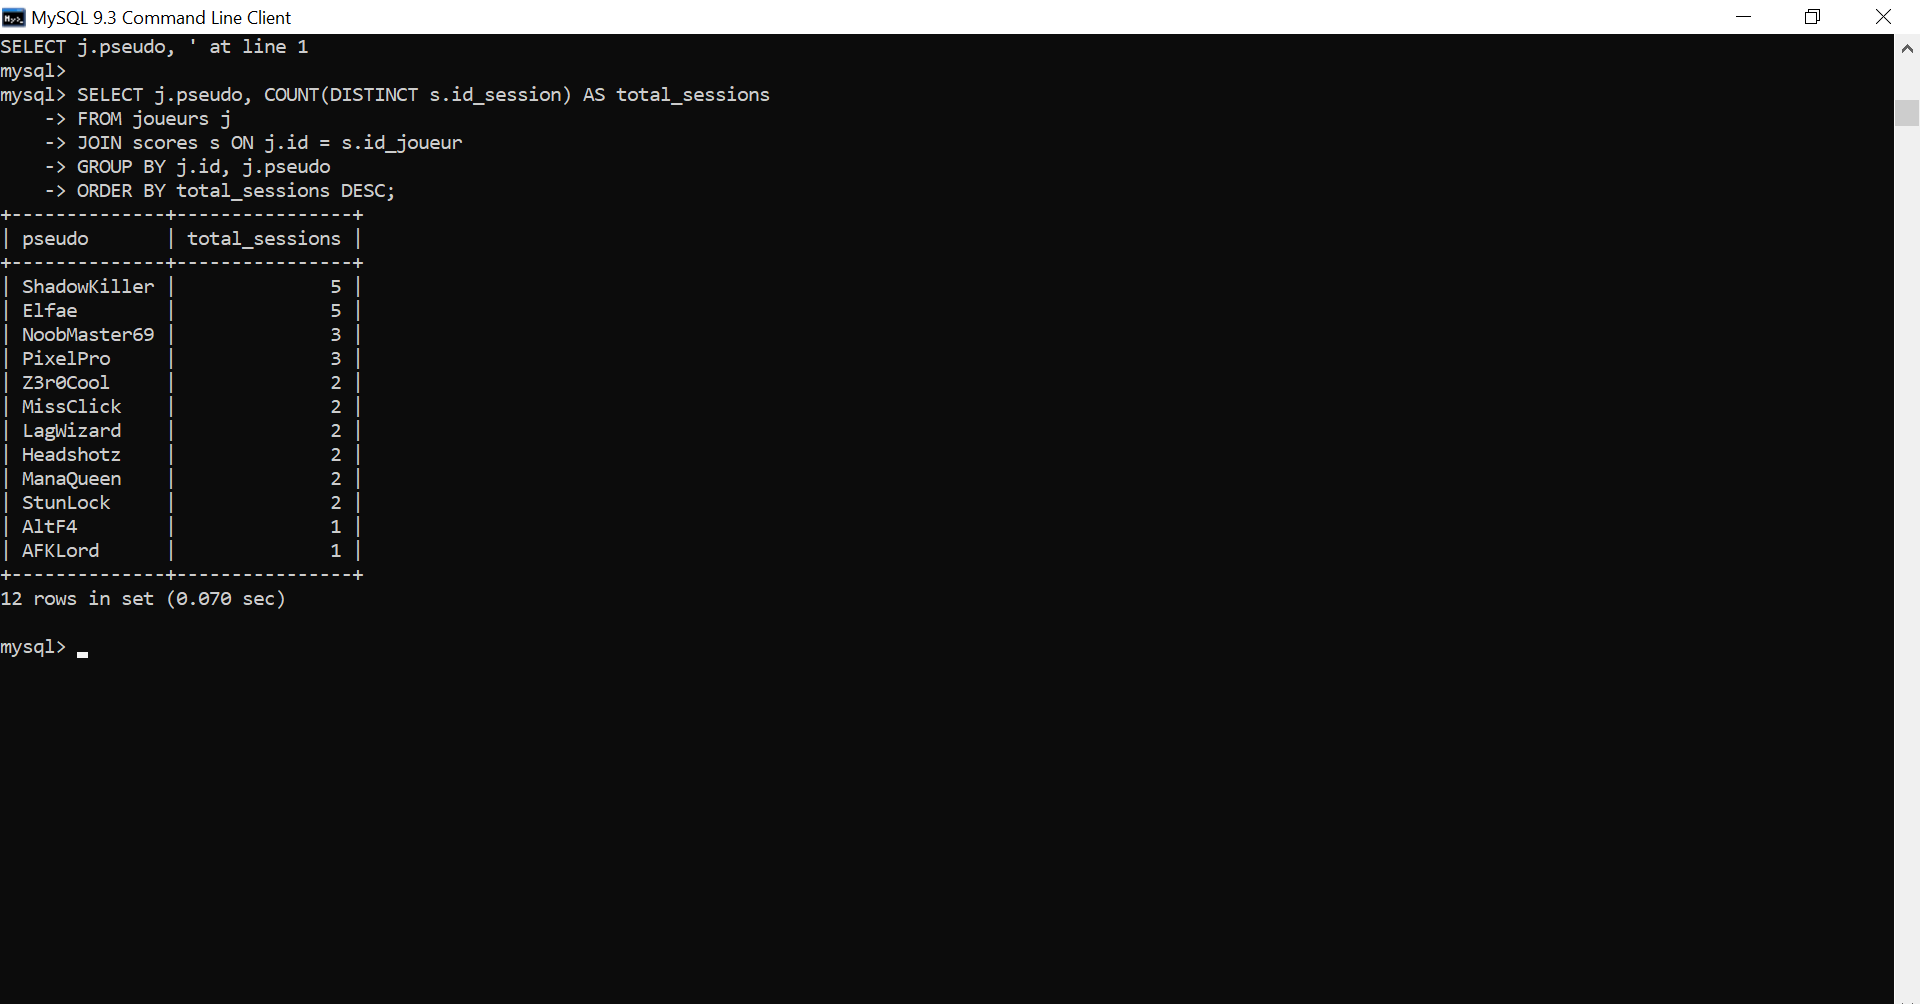 MySQL 9.3 Command Line Client
SELECT j.pseudo, ' at line 1
mysql>
mysql> SELECT j.pseudo, COUNT(DISTINCT s.id_session) AS total_sessions
    -> FROM joueurs j
    -> JOIN scores s ON j.id = s.id_joueur
    -> GROUP BY j.id, j.pseudo
    -> ORDER BY total_sessions DESC;
+--------------+----------------+
| pseudo       | total_sessions |
+--------------+----------------+
| ShadowKiller |              5 |
| Elfae        |              5 |
| NoobMaster69 |              3 |
| PixelPro     |              3 |
| Z3r0Cool     |              2 |
| MissClick    |              2 |
| LagWizard    |              2 |
| Headshotz    |              2 |
| ManaQueen    |              2 |
| StunLock     |              2 |
| AltF4        |              1 |
| AFKLord      |              1 |
+--------------+----------------+
12 rows in set (0.070 sec)
mysql>